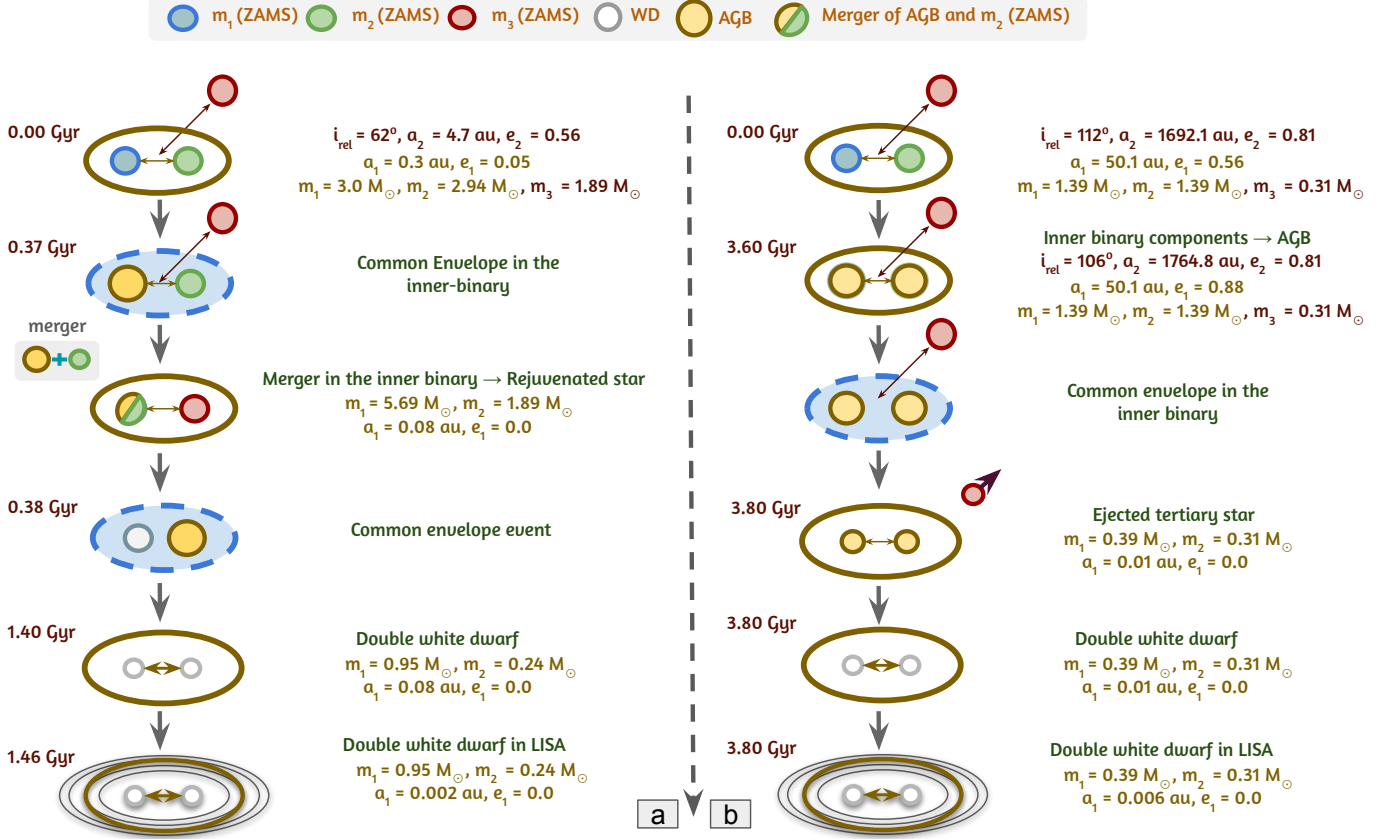 m₁ (ZAMS) m₂ (ZAMS) m₃ (ZAMS) WD AGB Merger of AGB and m₂ (ZAMS)
0.00 Gyr
i_rel = 62°, a₂ = 4.7 au, e₂ = 0.56
a₁ = 0.3 au, e₁ = 0.05
m₁ = 3.0 M☉, m₂ = 2.94 M☉, m₃ = 1.89 M☉
0.37 Gyr
Common Envelope in the
inner-binary
merger
Merger in the inner binary → Rejuvenated star
m₁ = 5.69 M☉, m₂ = 1.89 M☉
a₁ = 0.08 au, e₁ = 0.0
0.38 Gyr
Common envelope event
1.40 Gyr
Double white dwarf
m₁ = 0.95 M☉, m₂ = 0.24 M☉
a₁ = 0.08 au, e₁ = 0.0
1.46 Gyr
Double white dwarf in LISA
m₁ = 0.95 M☉, m₂ = 0.24 M☉
a₁ = 0.002 au, e₁ = 0.0
a
0.00 Gyr
i_rel = 112°, a₂ = 1692.1 au, e₂ = 0.81
a₁ = 50.1 au, e₁ = 0.56
m₁ = 1.39 M☉, m₂ = 1.39 M☉, m₃ = 0.31 M☉
3.60 Gyr
Inner binary components → AGB
i_rel = 106°, a₂ = 1764.8 au, e₂ = 0.81
a₁ = 50.1 au, e₁ = 0.88
m₁ = 1.39 M☉, m₂ = 1.39 M☉, m₃ = 0.31 M☉
Common envelope in the
inner binary
3.80 Gyr
Ejected tertiary star
m₁ = 0.39 M☉, m₂ = 0.31 M☉
a₁ = 0.01 au, e₁ = 0.0
3.80 Gyr
Double white dwarf
m₁ = 0.39 M☉, m₂ = 0.31 M☉
a₁ = 0.01 au, e₁ = 0.0
3.80 Gyr
Double white dwarf in LISA
m₁ = 0.39 M☉, m₂ = 0.31 M☉
a₁ = 0.006 au, e₁ = 0.0
b